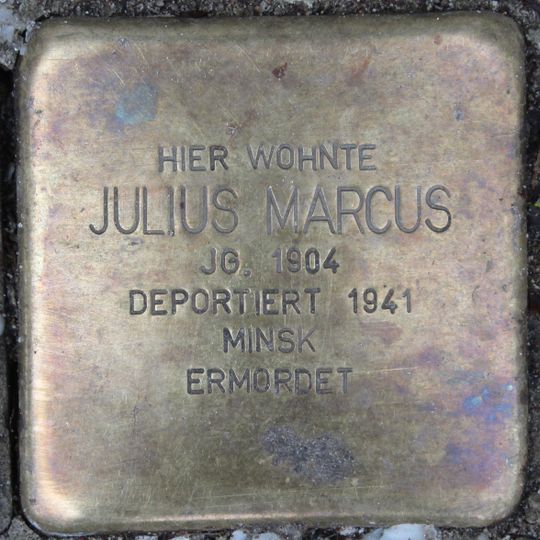 HIER WOHNTE
JULIUS MARCUS
JG. 1904
DEPORTIERT 1941
MINSK
ERMORDET